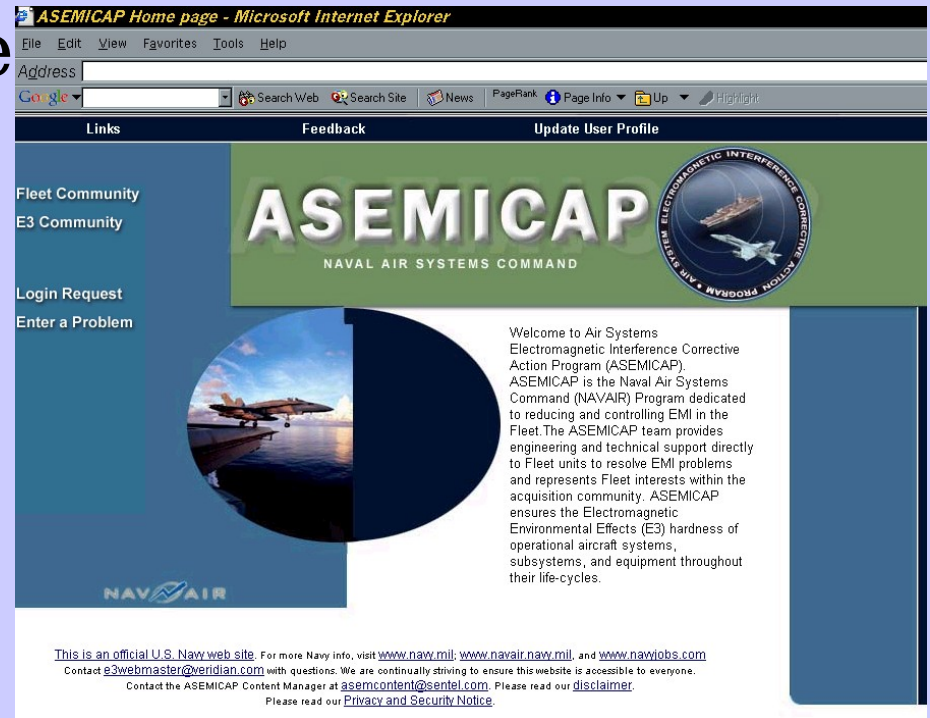 ASEMICAP Home page - Microsoft Internet Explorer
e
File Edit View Favorites Tools Help
Address
Google Search Web Search Site News PageRank Page Info Up Highlight
Links Feedback Update User Profile
Fleet Community
E3 Community
Login Request
Enter a Problem
ASEMICAP
NAVAL AIR SYSTEMS COMMAND
AIR SYSTEM ELECTROMAGNETIC INTERFERENCE CORRECTIVE ACTION PROGRAM
Welcome to Air Systems
Electromagnetic Interference Corrective
Action Program (ASEMICAP).
ASEMICAP is the Naval Air Systems
Command (NAVAIR) Program dedicated
to reducing and controlling EMI in the
Fleet.The ASEMICAP team provides
engineering and technical support directly
to Fleet units to resolve EMI problems
and represents Fleet interests within the
acquisition community. ASEMICAP
ensures the Electromagnetic
Environmental Effects (E3) hardness of
operational aircraft systems,
subsystems, and equipment throughout
their life-cycles.
NAVAIR
This is an official U.S. Navy web site. For more Navy info, visit www.navy.mil; www.navair.navy.mil, and www.navyjobs.com
Contact e3webmaster@veridian.com with questions. We are continually striving to ensure this website is accessible to everyone.
Contact the ASEMICAP Content Manager at asemcontent@sentel.com. Please read our disclaimer.
Please read our Privacy and Security Notice.